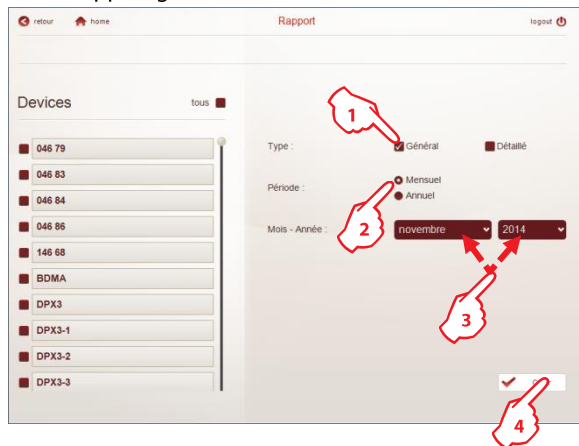 retour home Rapport logout
Devices tous
046 79
046 83
046 84
046 86
146 68
BDMA
DPX3
DPX3-1
DPX3-2
DPX3-3
Type : Général Détaillé
Période : Mensuel
Annuel
Mois - Année : novembre 2014
1
2
3
4